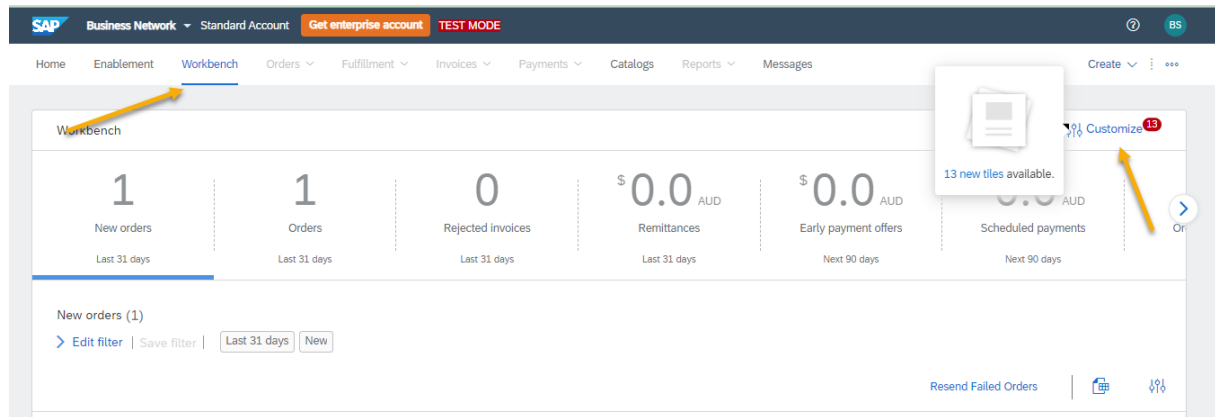 SAP Business Network Standard Account Get enterprise account TEST MODE BS
Home Enablement Workbench Orders Fulfillment Invoices Payments Catalogs Reports Messages Create
Workbench Customize 13
13 new tiles available.
1 1 0 $ 0.0 AUD $ 0.0 AUD 0.0 AUD
New orders Orders Rejected invoices Remittances Early payment offers Scheduled payments Or
Last 31 days Last 31 days Last 31 days Last 31 days Next 90 days Next 90 days
New orders (1)
Edit filter | Save filter | Last 31 days New
Resend Failed Orders